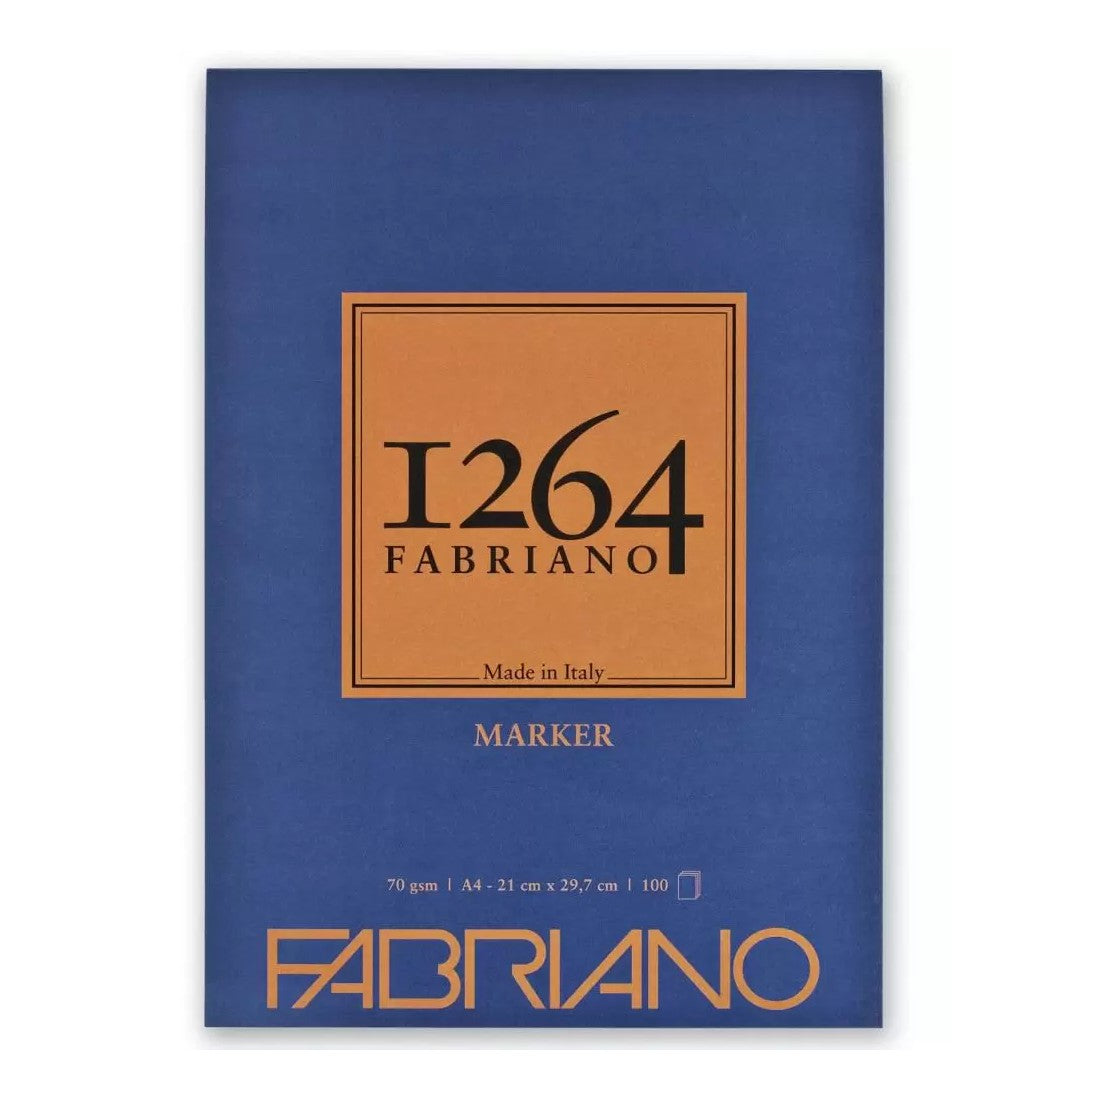 1264
FABRIANO
Made in Italy
MARKER
70 gsm | A4 - 21 cm x 29,7 cm | 100
FABRIANO